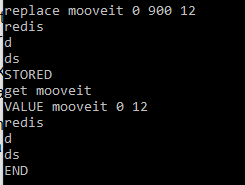 replace mooveit 0 900 12
redis
d
ds
STORED
get mooveit
VALUE mooveit 0 12
redis
d
ds
END